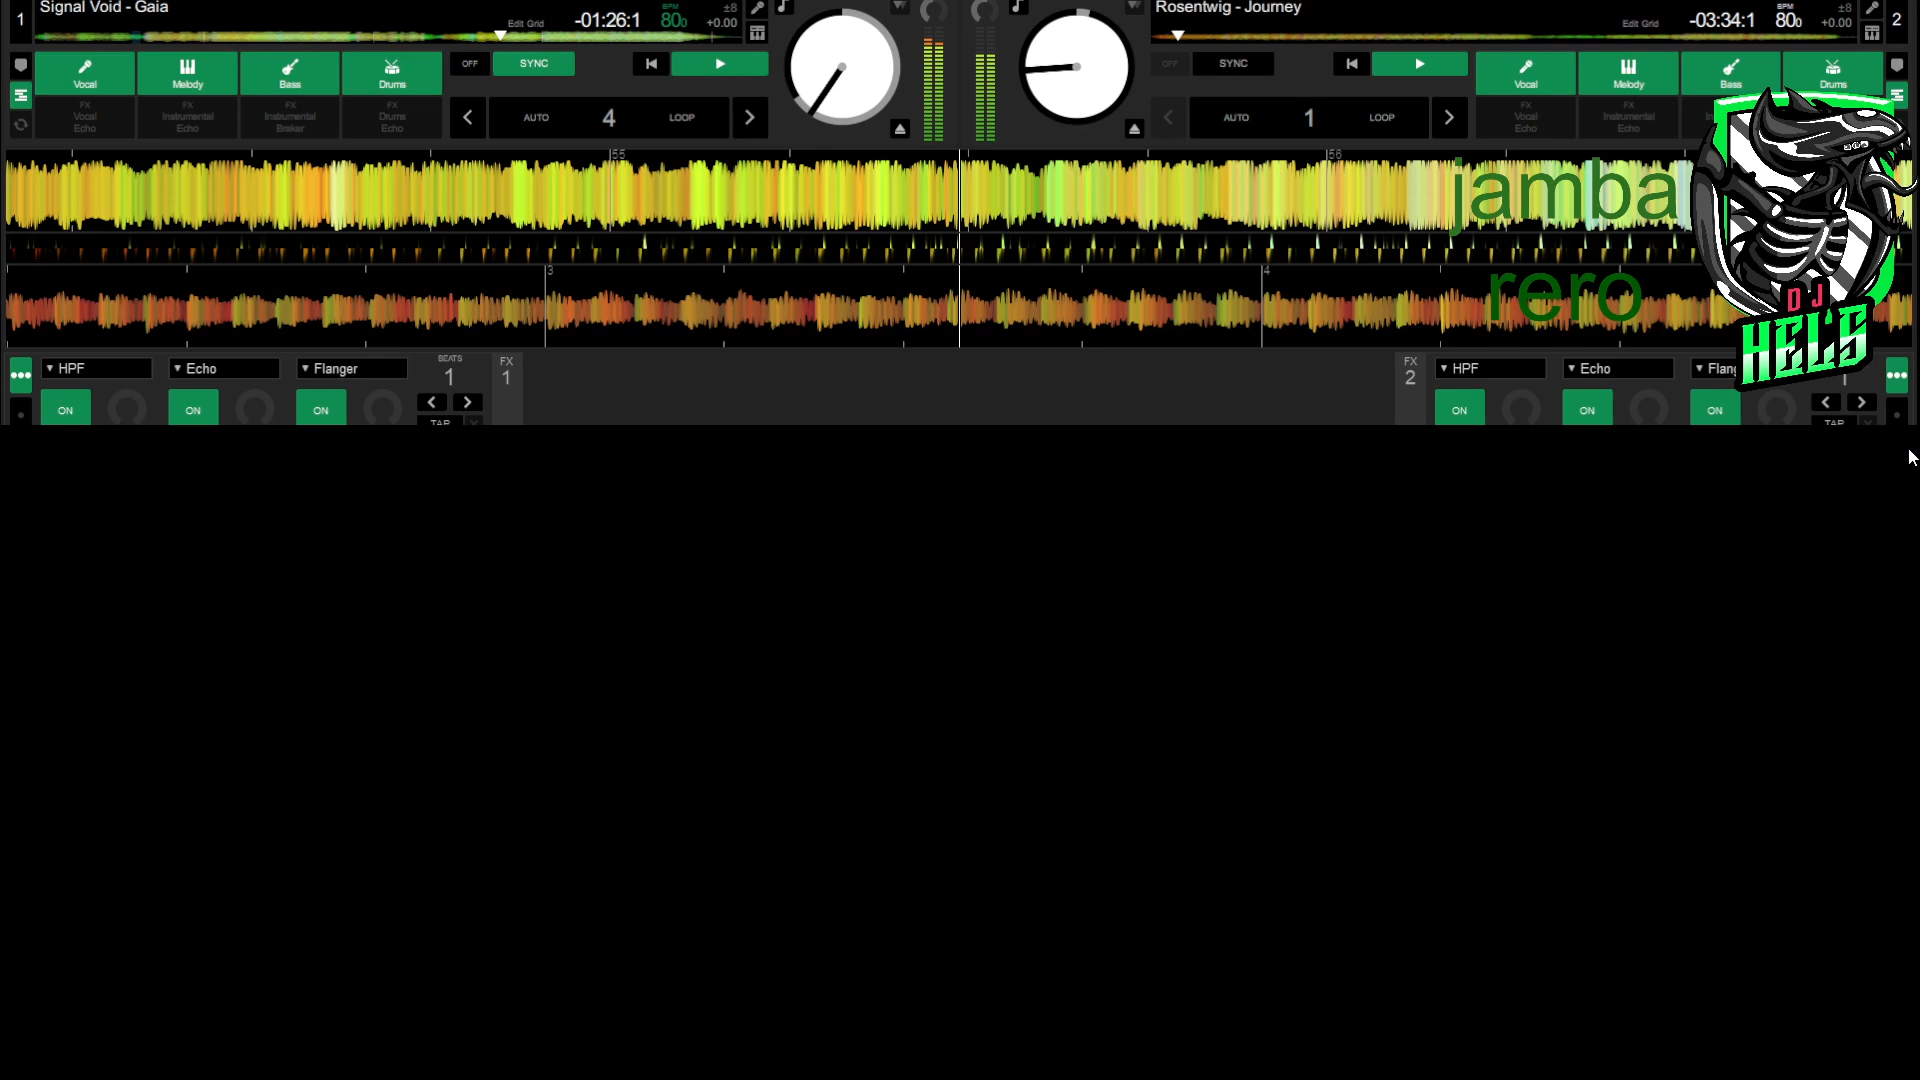 1 Signal Void - Gaia Edit Grid -01:26:1 BPM 80.0 ±8 +0.00
Rosentwig - Journey Edit Grid -03:34:1 BPM 80.0 ±8 +0.00 2
Vocal Melody Bass Drums OFF SYNC
OFF SYNC Vocal Melody Bass Drums
FX Vocal Echo
FX Instrumental Echo
FX Instrumental Braker
FX Drums Echo
AUTO 4 LOOP
AUTO 1 LOOP
FX Vocal Echo
FX Instrumental Echo
55 56
jamba
3 4
rero
DJ
HEL'S
HPF Echo Flanger BEATS 1 FX 1
FX 2 HPF Echo Flang 1
ON ON ON TAP
ON ON ON TAP